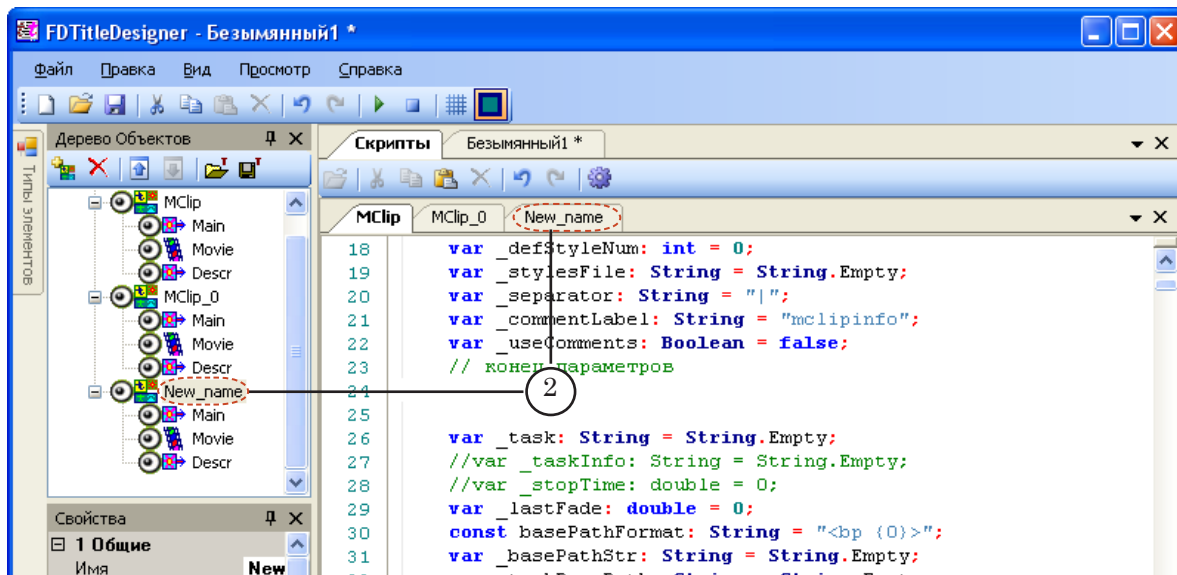 FDTitleDesigner - Безымянный1 *
Файл Правка Вид Просмотр Справка
Типы элементов
Дерево Объектов
MClip
Main
Movie
Descr
MClip_0
Main
Movie
Descr
New_name
Main
Movie
Descr
Свойства
1 Общие
Имя New
Скрипты Безымянный1 *
MClip MClip_0 New_name
18 var _defStyleNum: int = 0;
19 var _stylesFile: String = String.Empty;
20 var _separator: String = "|";
21 var _commentLabel: String = "mclipinfo";
22 var _useComments: Boolean = false;
23 // конец параметров
24
2
25
26 var _task: String = String.Empty;
27 //var _taskInfo: String = String.Empty;
28 //var _stopTime: double = 0;
29 var _lastFade: double = 0;
30 const basePathFormat: String = "<bp {0}>";
31 var _basePathStr: String = String.Empty;